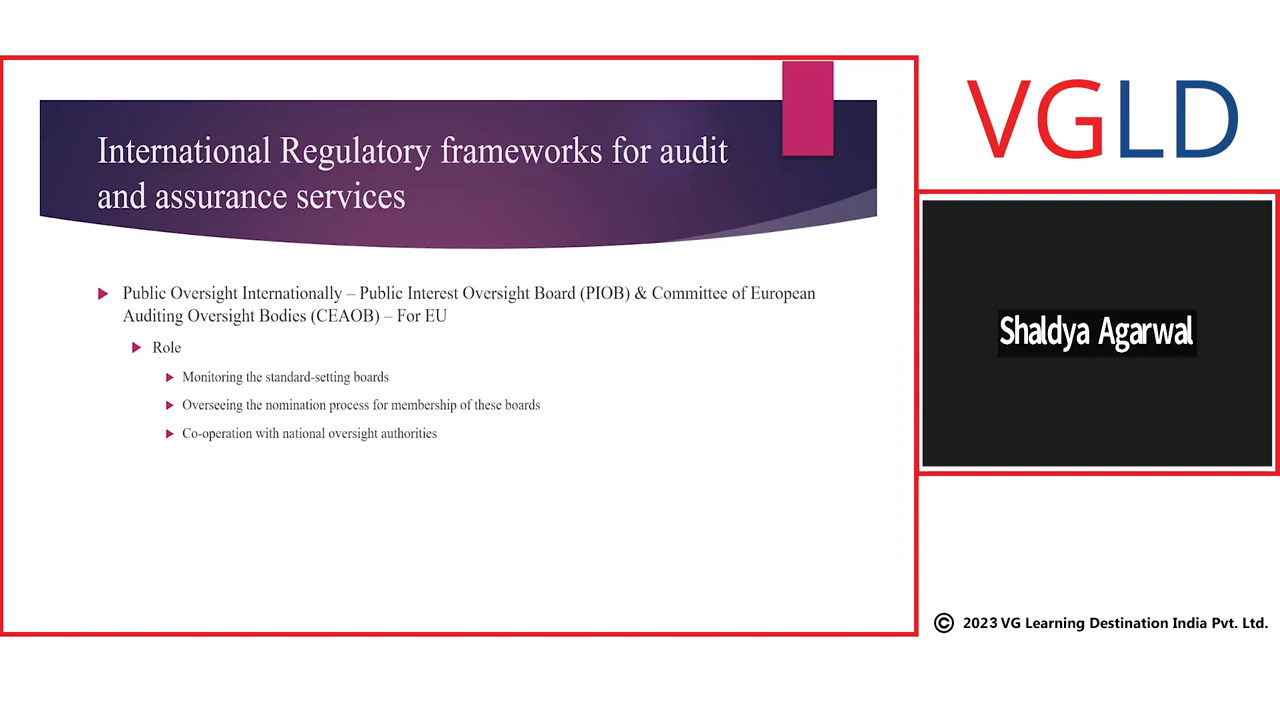 International Regulatory frameworks for audit
and assurance services
Public Oversight Internationally – Public Interest Oversight Board (PIOB) & Committee of European
Auditing Oversight Bodies (CEAOB) – For EU
Role
Monitoring the standard-setting boards
Overseeing the nomination process for membership of these boards
Co-operation with national oversight authorities
VGLD
Shaldya Agarwal
© 2023 VG Learning Destination India Pvt. Ltd.